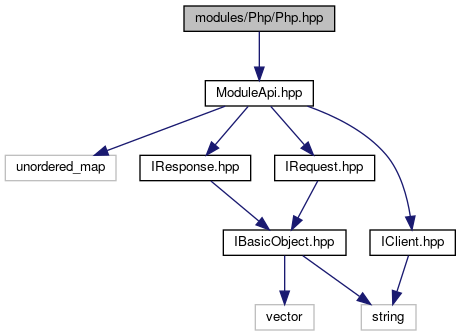 modules/Php/Php.hpp
ModuleApi.hpp
unordered_map
IResponse.hpp
IRequest.hpp
IBasicObject.hpp
IClient.hpp
vector
string